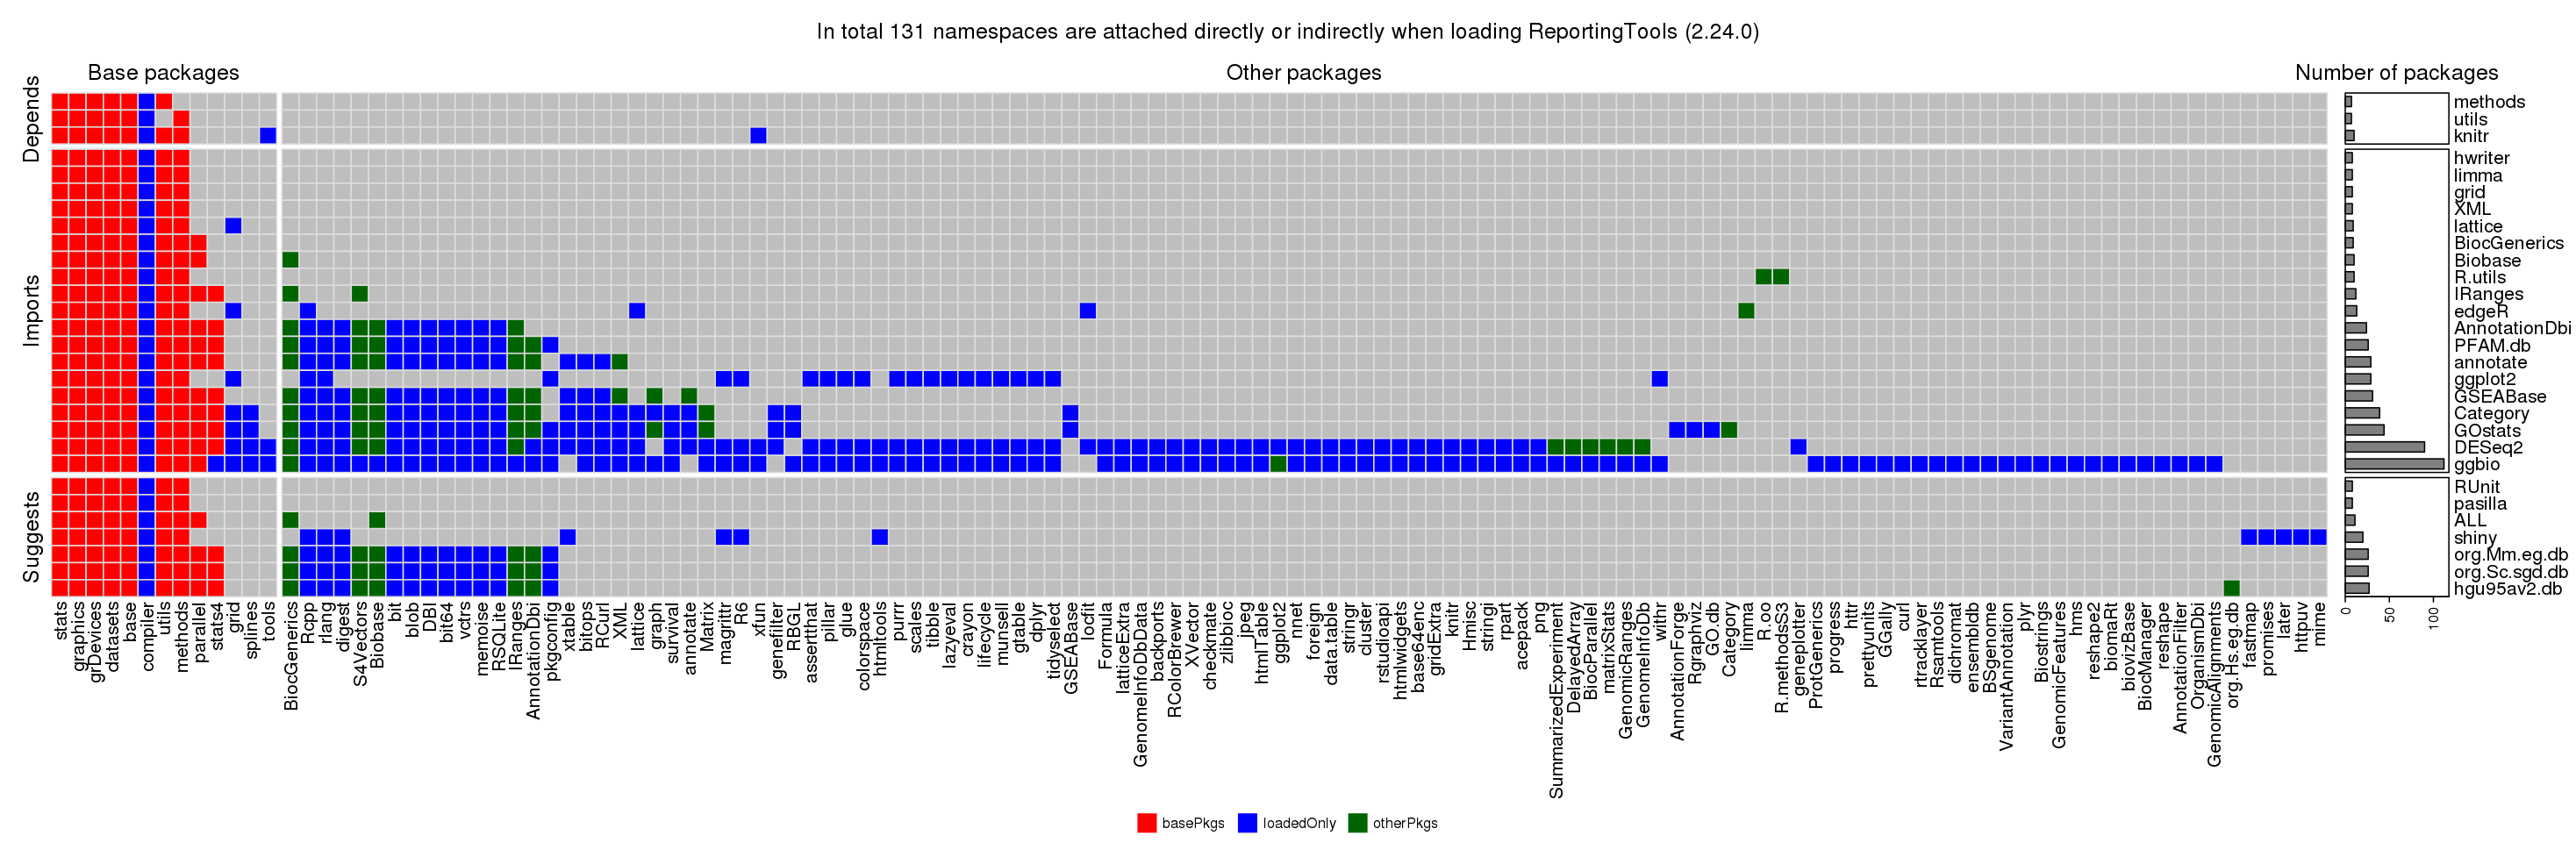 In total 131 namespaces are attached directly or indirectly when loading ReportingTools (2.24.0)
Base packages
Other packages
Number of packages
Depends
methods
utils
knitr
Imports
hwriter
limma
grid
XML
lattice
BiocGenerics
Biobase
R.utils
IRanges
edgeR
AnnotationDbi
PFAM.db
annotate
ggplot2
GSEABase
Category
GOstats
DESeq2
ggbio
Suggests
RUnit
pasilla
ALL
shiny
org.Mm.eg.db
org.Sc.sgd.db
hgu95av2.db
stats
graphics
grDevices
datasets
base
compiler
utils
methods
parallel
stats4
grid
splines
tools
BiocGenerics
Rcpp
rlang
digest
S4Vectors
Biobase
bit
blob
DBI
bit64
memoise
vctrs
RSQLite
IRanges
AnnotationDbi
pkgconfig
xtable
bitops
RCurl
XML
lattice
graph
survival
annotate
Matrix
magrittr
R6
xfun
genefilter
RBGL
assertthat
pillar
glue
colorspace
htmltools
purrr
scales
tibble
lazyeval
crayon
lifecycle
munsell
gtable
dplyr
tidyselect
GSEABase
locfit
Formula
latticeExtra
GenomeInfoDbData
backports
RColorBrewer
XVector
checkmate
zlibbioc
jpeg
htmlTable
ggplot2
nnet
foreign
data.table
stringr
cluster
rstudioapi
htmlwidgets
base64enc
gridExtra
knitr
Hmisc
stringi
rpart
acepack
png
SummarizedExperiment
DelayedArray
BiocParallel
matrixStats
GenomicRanges
GenomeInfoDb
withr
AnnotationForge
Rgraphviz
GO.db
Category
limma
R.oo
R.methodsS3
geneplotter
ProtGenerics
progress
httr
prettyunits
GGally
curl
rtracklayer
Rsamtools
dichromat
ensembldb
BSgenome
VariantAnnotation
plyr
Biostrings
GenomicFeatures
hms
reshape2
biomaRt
biovizBase
BiocManager
reshape
AnnotationFilter
OrganismDbi
GenomicAlignments
org.Hs.eg.db
fastmap
promises
later
httpuv
mime
0
50
100
basePkgs
loadedOnly
otherPkgs